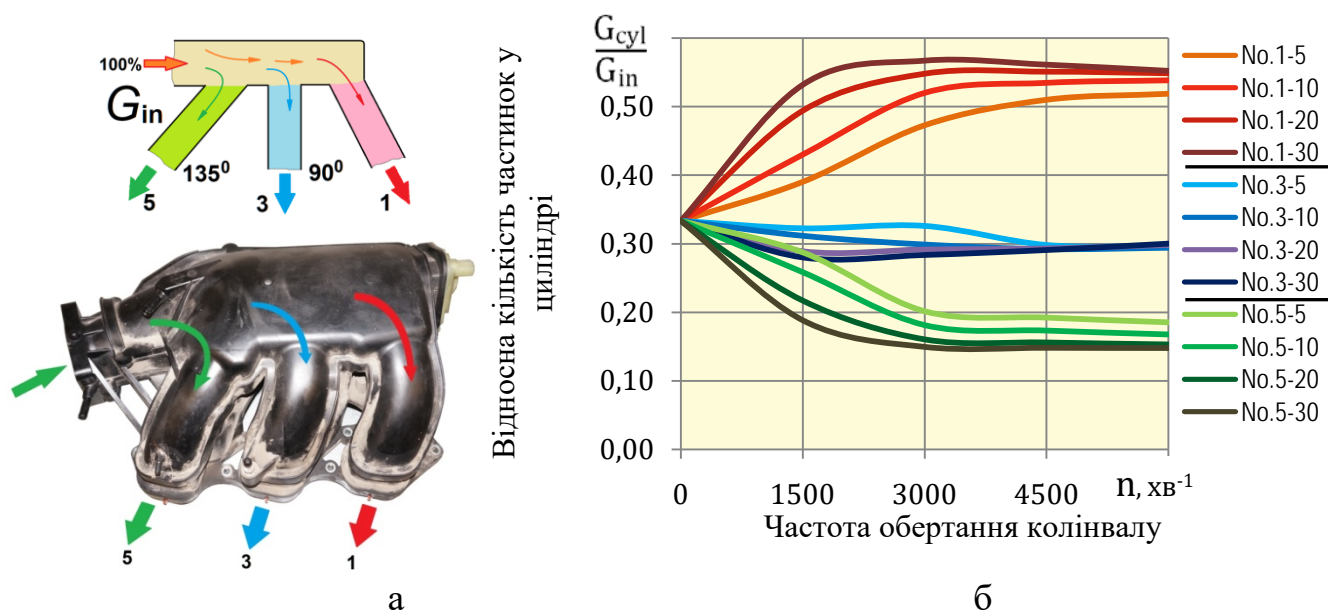 100%
Gin
135⁰
90⁰
5
3
1
5
3
1
а
Відносна кількість частинок у
циліндрі
Gcyl
Gin
0,50
0,40
0,30
0,20
0,10
0,00
0
1500
3000
4500
n, хв-1
Частота обертання колінвалу
No.1-5
No.1-10
No.1-20
No.1-30
No.3-5
No.3-10
No.3-20
No.3-30
No.5-5
No.5-10
No.5-20
No.5-30
б